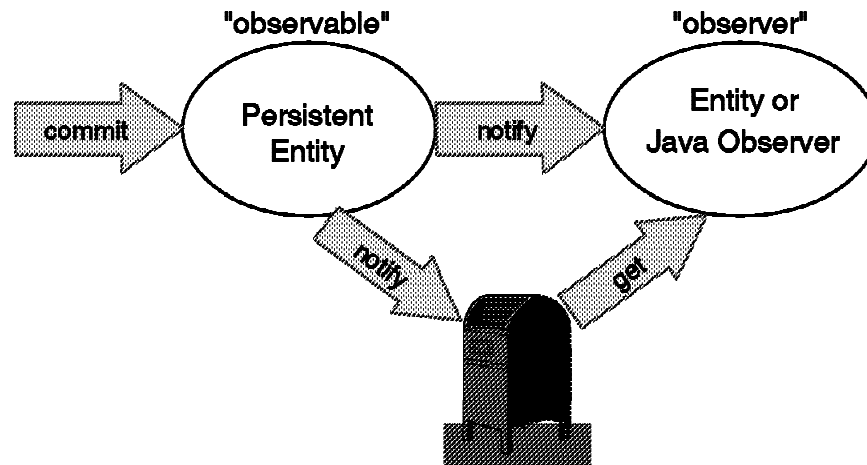 "observable"
"observer"
commit
Persistent
Entity
notify
Entity or
Java Observer
notify
get